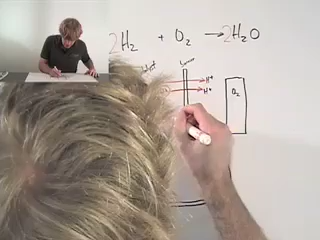 2H₂ + O₂ → 2H₂O
H⁺
H⁺
O₂